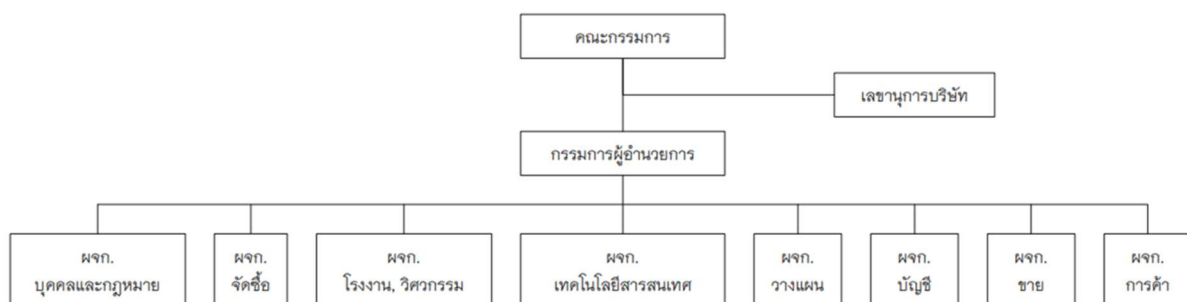 คณะกรรมการ
เลขานุการบริษัท
กรรมการผู้อำนวยการ
ผจก.
บุคคลและกฎหมาย
ผจก.
จัดซื้อ
ผจก.
โรงงาน, วิศวกรรม
ผจก.
เทคโนโลยีสารสนเทศ
ผจก.
วางแผน
ผจก.
บัญชี
ผจก.
ขาย
ผจก.
การค้า